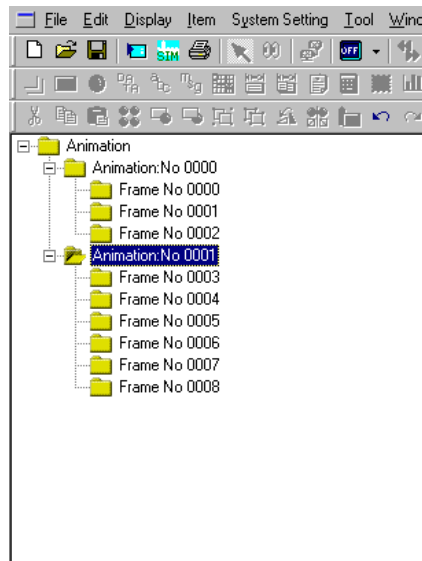 File Edit Display Item System Setting Tool
SIM OFF
Animation
Animation:No 0000
Frame No 0000
Frame No 0001
Frame No 0002
Animation:No 0001
Frame No 0003
Frame No 0004
Frame No 0005
Frame No 0006
Frame No 0007
Frame No 0008